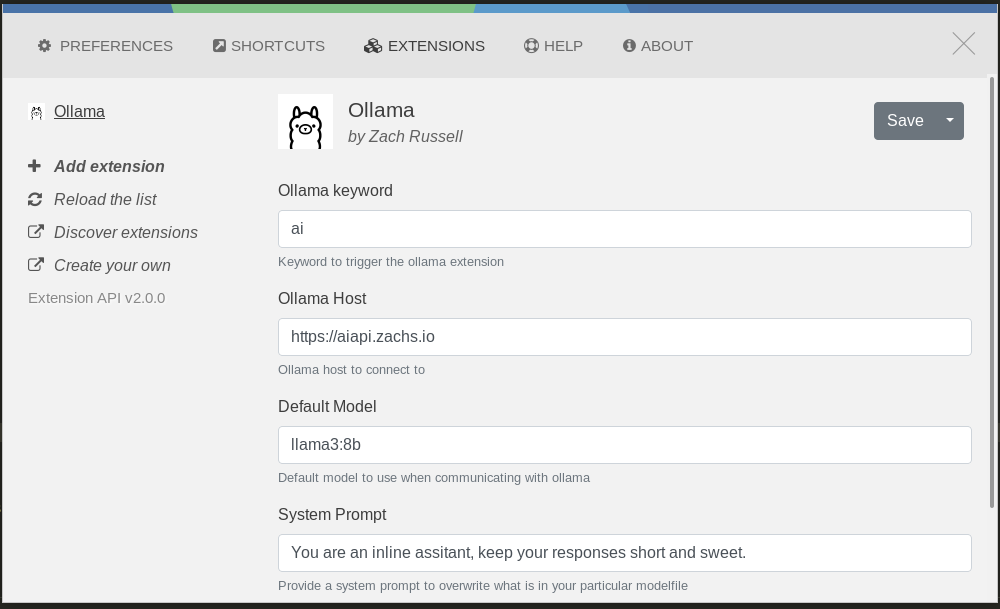 PREFERENCES SHORTCUTS EXTENSIONS HELP ABOUT
Ollama
Add extension
Reload the list
Discover extensions
Create your own
Extension API v2.0.0
Ollama
by Zach Russell
Save
Ollama keyword
ai
Keyword to trigger the ollama extension
Ollama Host
https://aiapi.zachs.io
Ollama host to connect to
Default Model
llama3:8b
Default model to use when communicating with ollama
System Prompt
You are an inline assitant, keep your responses short and sweet.
Provide a system prompt to overwrite what is in your particular modelfile